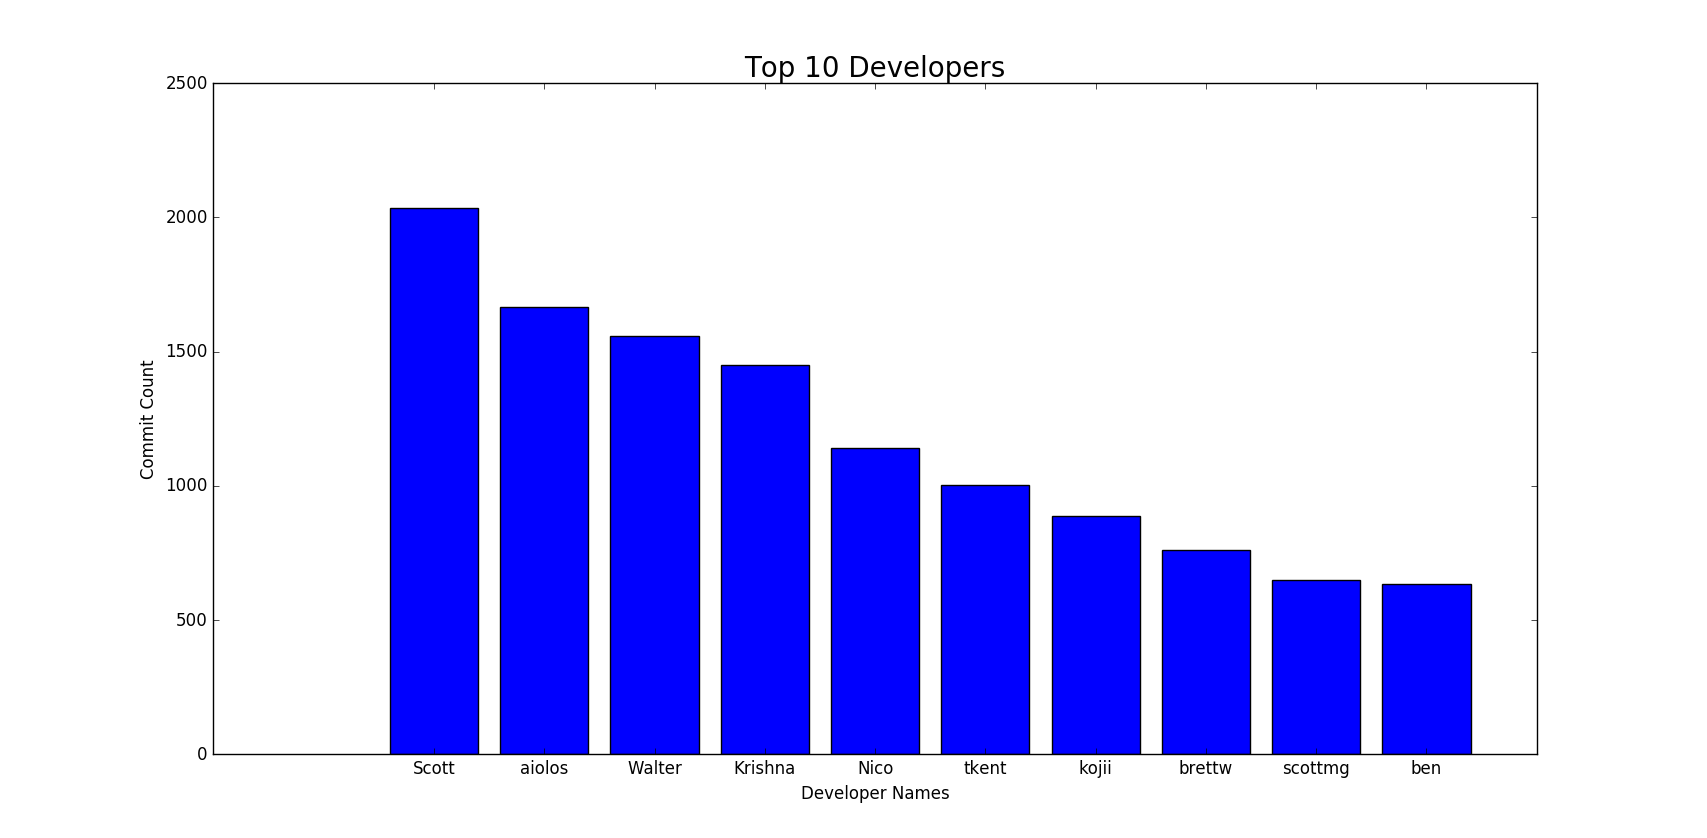 Top 10 Developers
2500
2000
1500
1000
500
0
Commit Count
Scott aiolos Walter Krishna Nico tkent kojii brettw scottmg ben
Developer Names